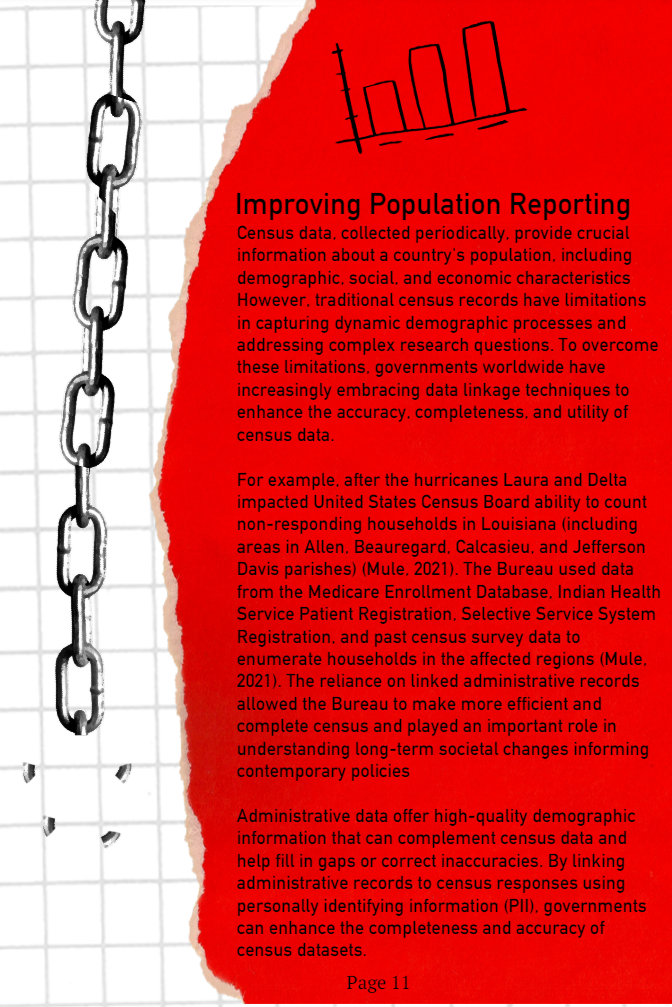 Improving Population Reporting
Census data, collected periodically, provide crucial
information about a country's population, including
demographic, social, and economic characteristics
However, traditional census records have limitations
in capturing dynamic demographic processes and
addressing complex research questions. To overcome
these limitations, governments worldwide have
increasingly embracing data linkage techniques to
enhance the accuracy, completeness, and utility of
census data.
For example, after the hurricanes Laura and Delta
impacted United States Census Board ability to count
non-responding households in Louisiana (including
areas in Allen, Beauregard, Calcasieu, and Jefferson
Davis parishes) (Mule, 2021). The Bureau used data
from the Medicare Enrollment Database, Indian Health
Service Patient Registration, Selective Service System
Registration, and past census survey data to
enumerate households in the affected regions (Mule,
2021). The reliance on linked administrative records
allowed the Bureau to make more efficient and
complete census and played an important role in
understanding long-term societal changes informing
contemporary policies
Administrative data offer high-quality demographic
information that can complement census data and
help fill in gaps or correct inaccuracies. By linking
administrative records to census responses using
personally identifying information (PII), governments
can enhance the completeness and accuracy of
census datasets.
Page 11